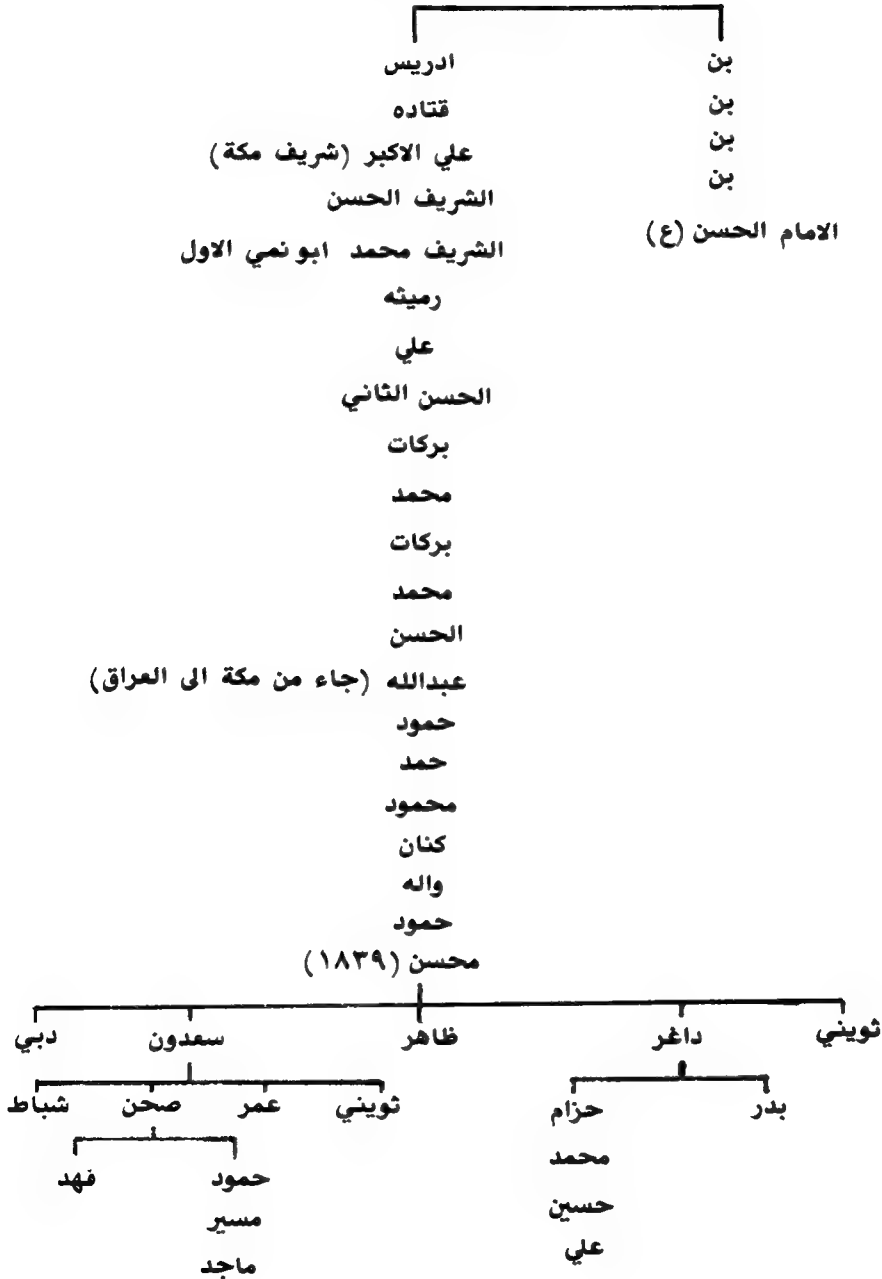 بن ادريس
بن قتاده
بن علي الاكبر (شريف مكة)
بن الشريف الحسن
الامام الحسن (ع) الشريف محمد ابو نمي الاول
رميثه
علي
الحسن الثاني
بركات
محمد
بركات
محمد
الحسن
عبدالله (جاء من مكة الى العراق)
حمود
حمد
محمود
كنان
واله
حمود
محسن (١٨٣٩)
ثويني داغر ظاهر سعدون دبي
بدر حزام ثويني عمر صحن شباط
محمد حمود فهد
حسين مسير
علي ماجد